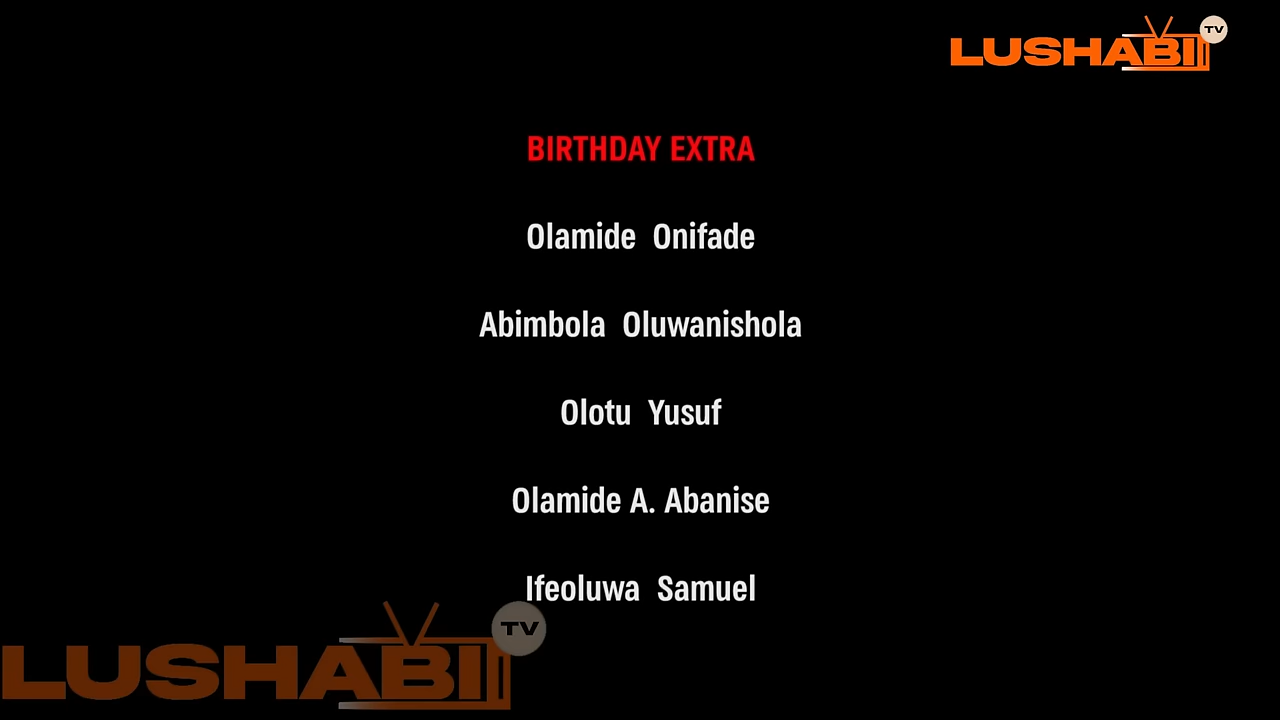 LUSHABI TV
BIRTHDAY EXTRA
Olamide Onifade
Abimbola Oluwanishola
Olotu Yusuf
Olamide A. Abanise
Ifeoluwa Samuel
LUSHABI TV